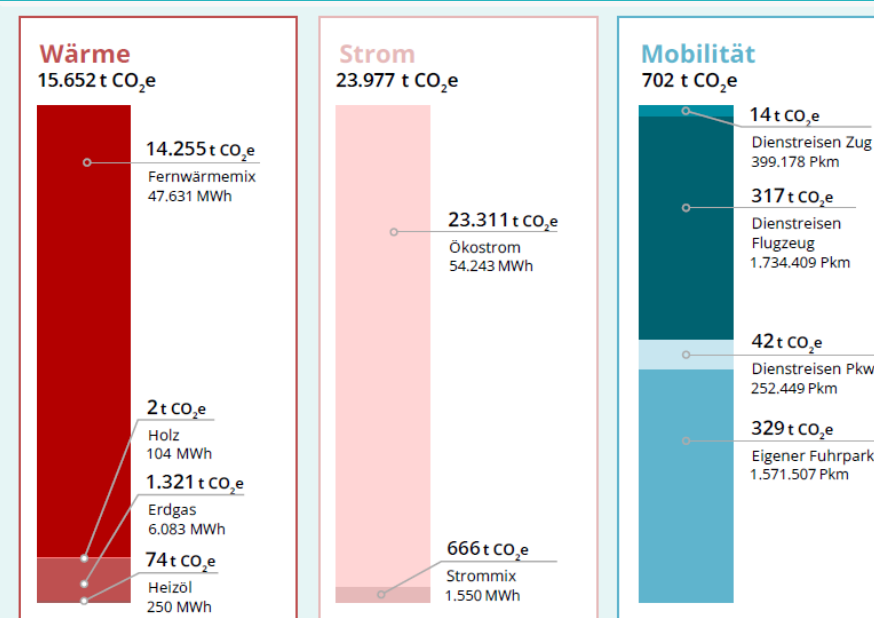 Wärme
15.652 t CO₂e
14.255 t CO₂e
Fernwärmemix
47.631 MWh
2 t CO₂e
Holz
104 MWh
1.321 t CO₂e
Erdgas
6.083 MWh
74 t CO₂e
Heizöl
250 MWh
Strom
23.977 t CO₂e
23.311 t CO₂e
Ökostrom
54.243 MWh
666 t CO₂e
Strommix
1.550 MWh
Mobilität
702 t CO₂e
14 t CO₂e
Dienstreisen Zug
399.178 Pkm
317 t CO₂e
Dienstreisen
Flugzeug
1.734.409 Pkm
42 t CO₂e
Dienstreisen Pkw
252.449 Pkm
329 t CO₂e
Eigener Fuhrpark
1.571.507 Pkm